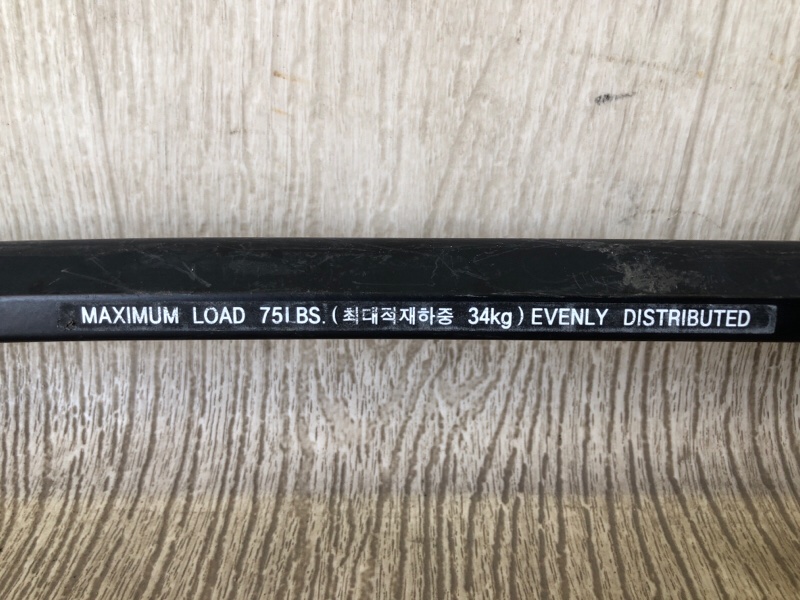 MAXIMUM LOAD 75LBS.(최대적재하중 34kg)EVENLY DISTRIBUTED